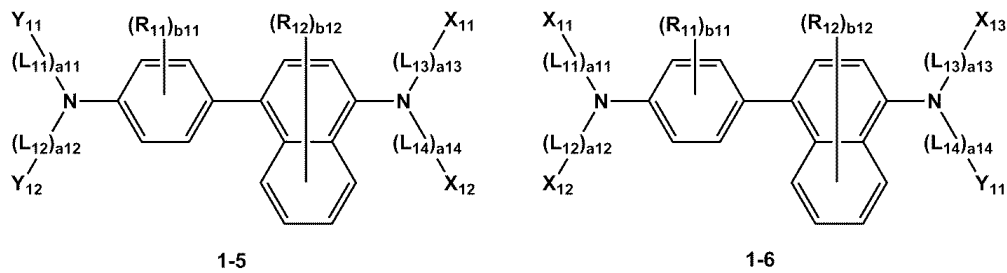 Y11 (R11)b11 (R12)b12 X11
(L11)a11 (L13)a13
N N
(L12)a12 (L14)a14
Y12 X12
1-5
X11 (R11)b11 (R12)b12 X13
(L11)a11 (L13)a13
N N
(L12)a12 (L14)a14
X12 Y11
1-6